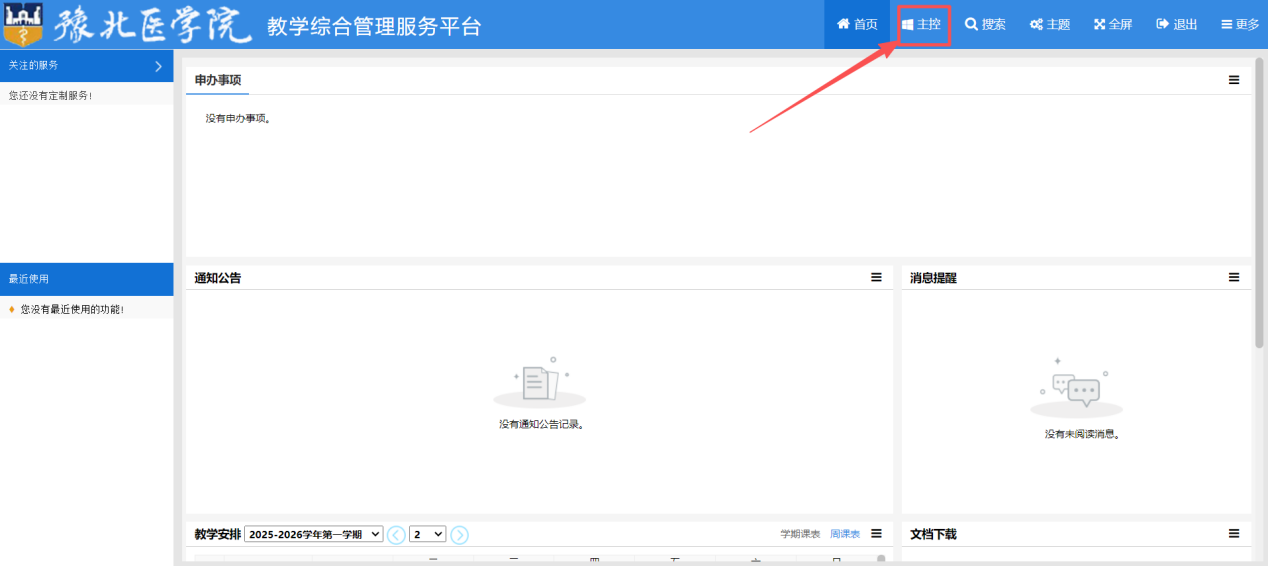 豫北医学院 教学综合管理服务平台 首页 主控 搜索 主题 全屏 退出 更多
关注的服务
您还没有定制服务!
申办事项
没有申办事项。
最近使用
您没有最近使用的功能!
通知公告
没有通知公告记录。
消息提醒
没有未阅读消息。
教学安排 2025-2026学年第一学期 2 学期课表 周课表
文档下载